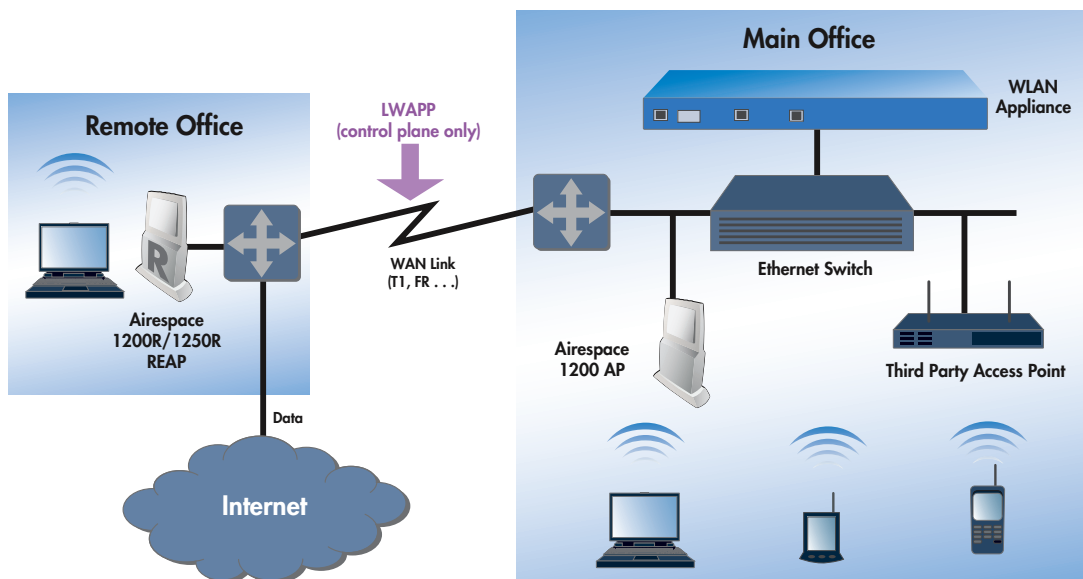 Main Office
WLAN
Appliance
LWAPP
(control plane only)
Remote Office
R
WAN Link
(T1, FR . . .)
Ethernet Switch
Airespace
1200R/1250R
REAP
Airespace
1200 AP
Third Party Access Point
Data
Internet